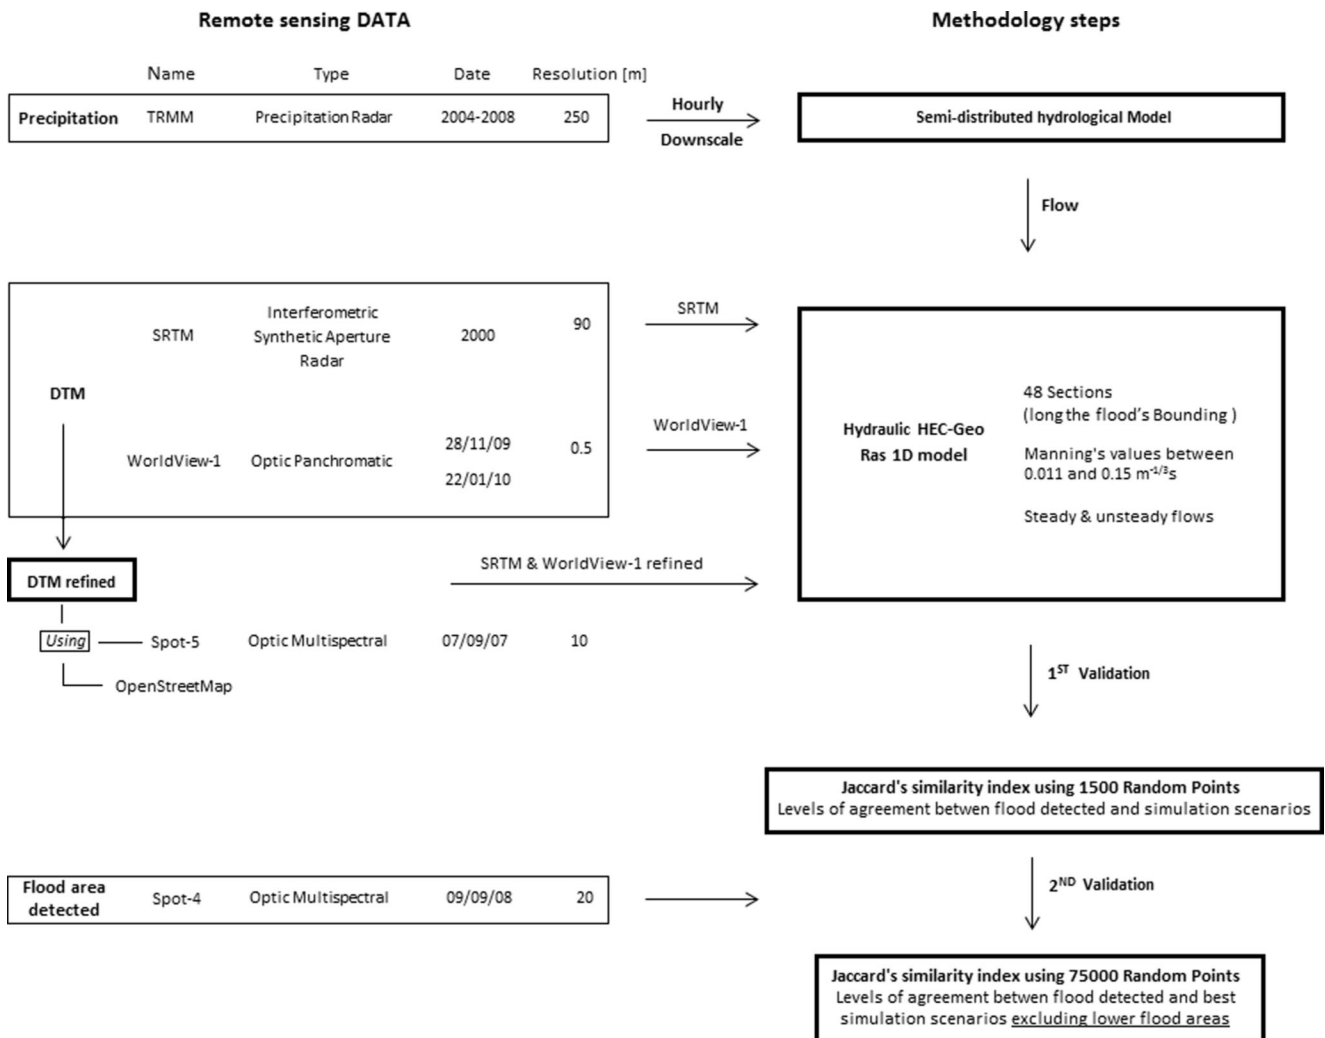 Remote sensing DATA
Methodology steps
Name Type Date Resolution [m]
Precipitation TRMM Precipitation Radar 2004-2008 250
Hourly
Downscale
Semi-distributed hydrological Model
Flow
DTM
SRTM
Interferometric
Synthetic Aperture
Radar
2000
90
SRTM
WorldView-1 Optic Panchromatic
28/11/09
22/01/10
0.5
WorldView-1
Hydraulic HEC-Geo
Ras 1D model
48 Sections
(long the flood's Bounding )
Manning's values between
0.011 and 0.15 m-1/3s
Steady & unsteady flows
DTM refined
SRTM & WorldView-1 refined
Using Spot-5 Optic Multispectral 07/09/07 10
OpenStreetMap
1ST Validation
Jaccard's similarity index using 1500 Random Points
Levels of agreement betwen flood detected and simulation scenarios
Flood area
detected
Spot-4 Optic Multispectral 09/09/08 20
2ND Validation
Jaccard's similarity index using 75000 Random Points
Levels of agreement betwen flood detected and best
simulation scenarios excluding lower flood areas